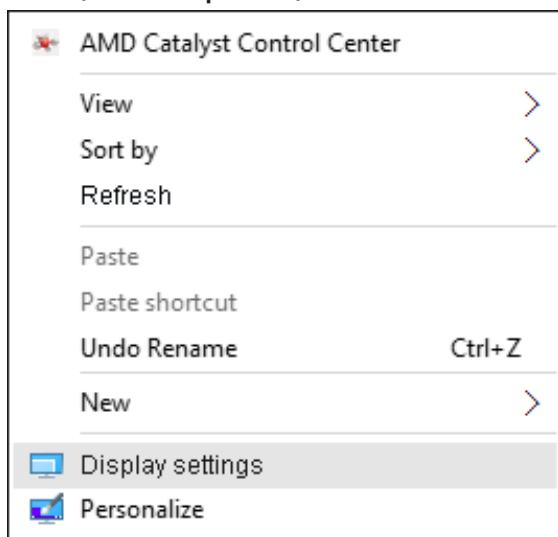 AMD Catalyst Control Center
View
Sort by
Refresh
Paste
Paste shortcut
Undo Rename Ctrl+Z
New
Display settings
Personalize